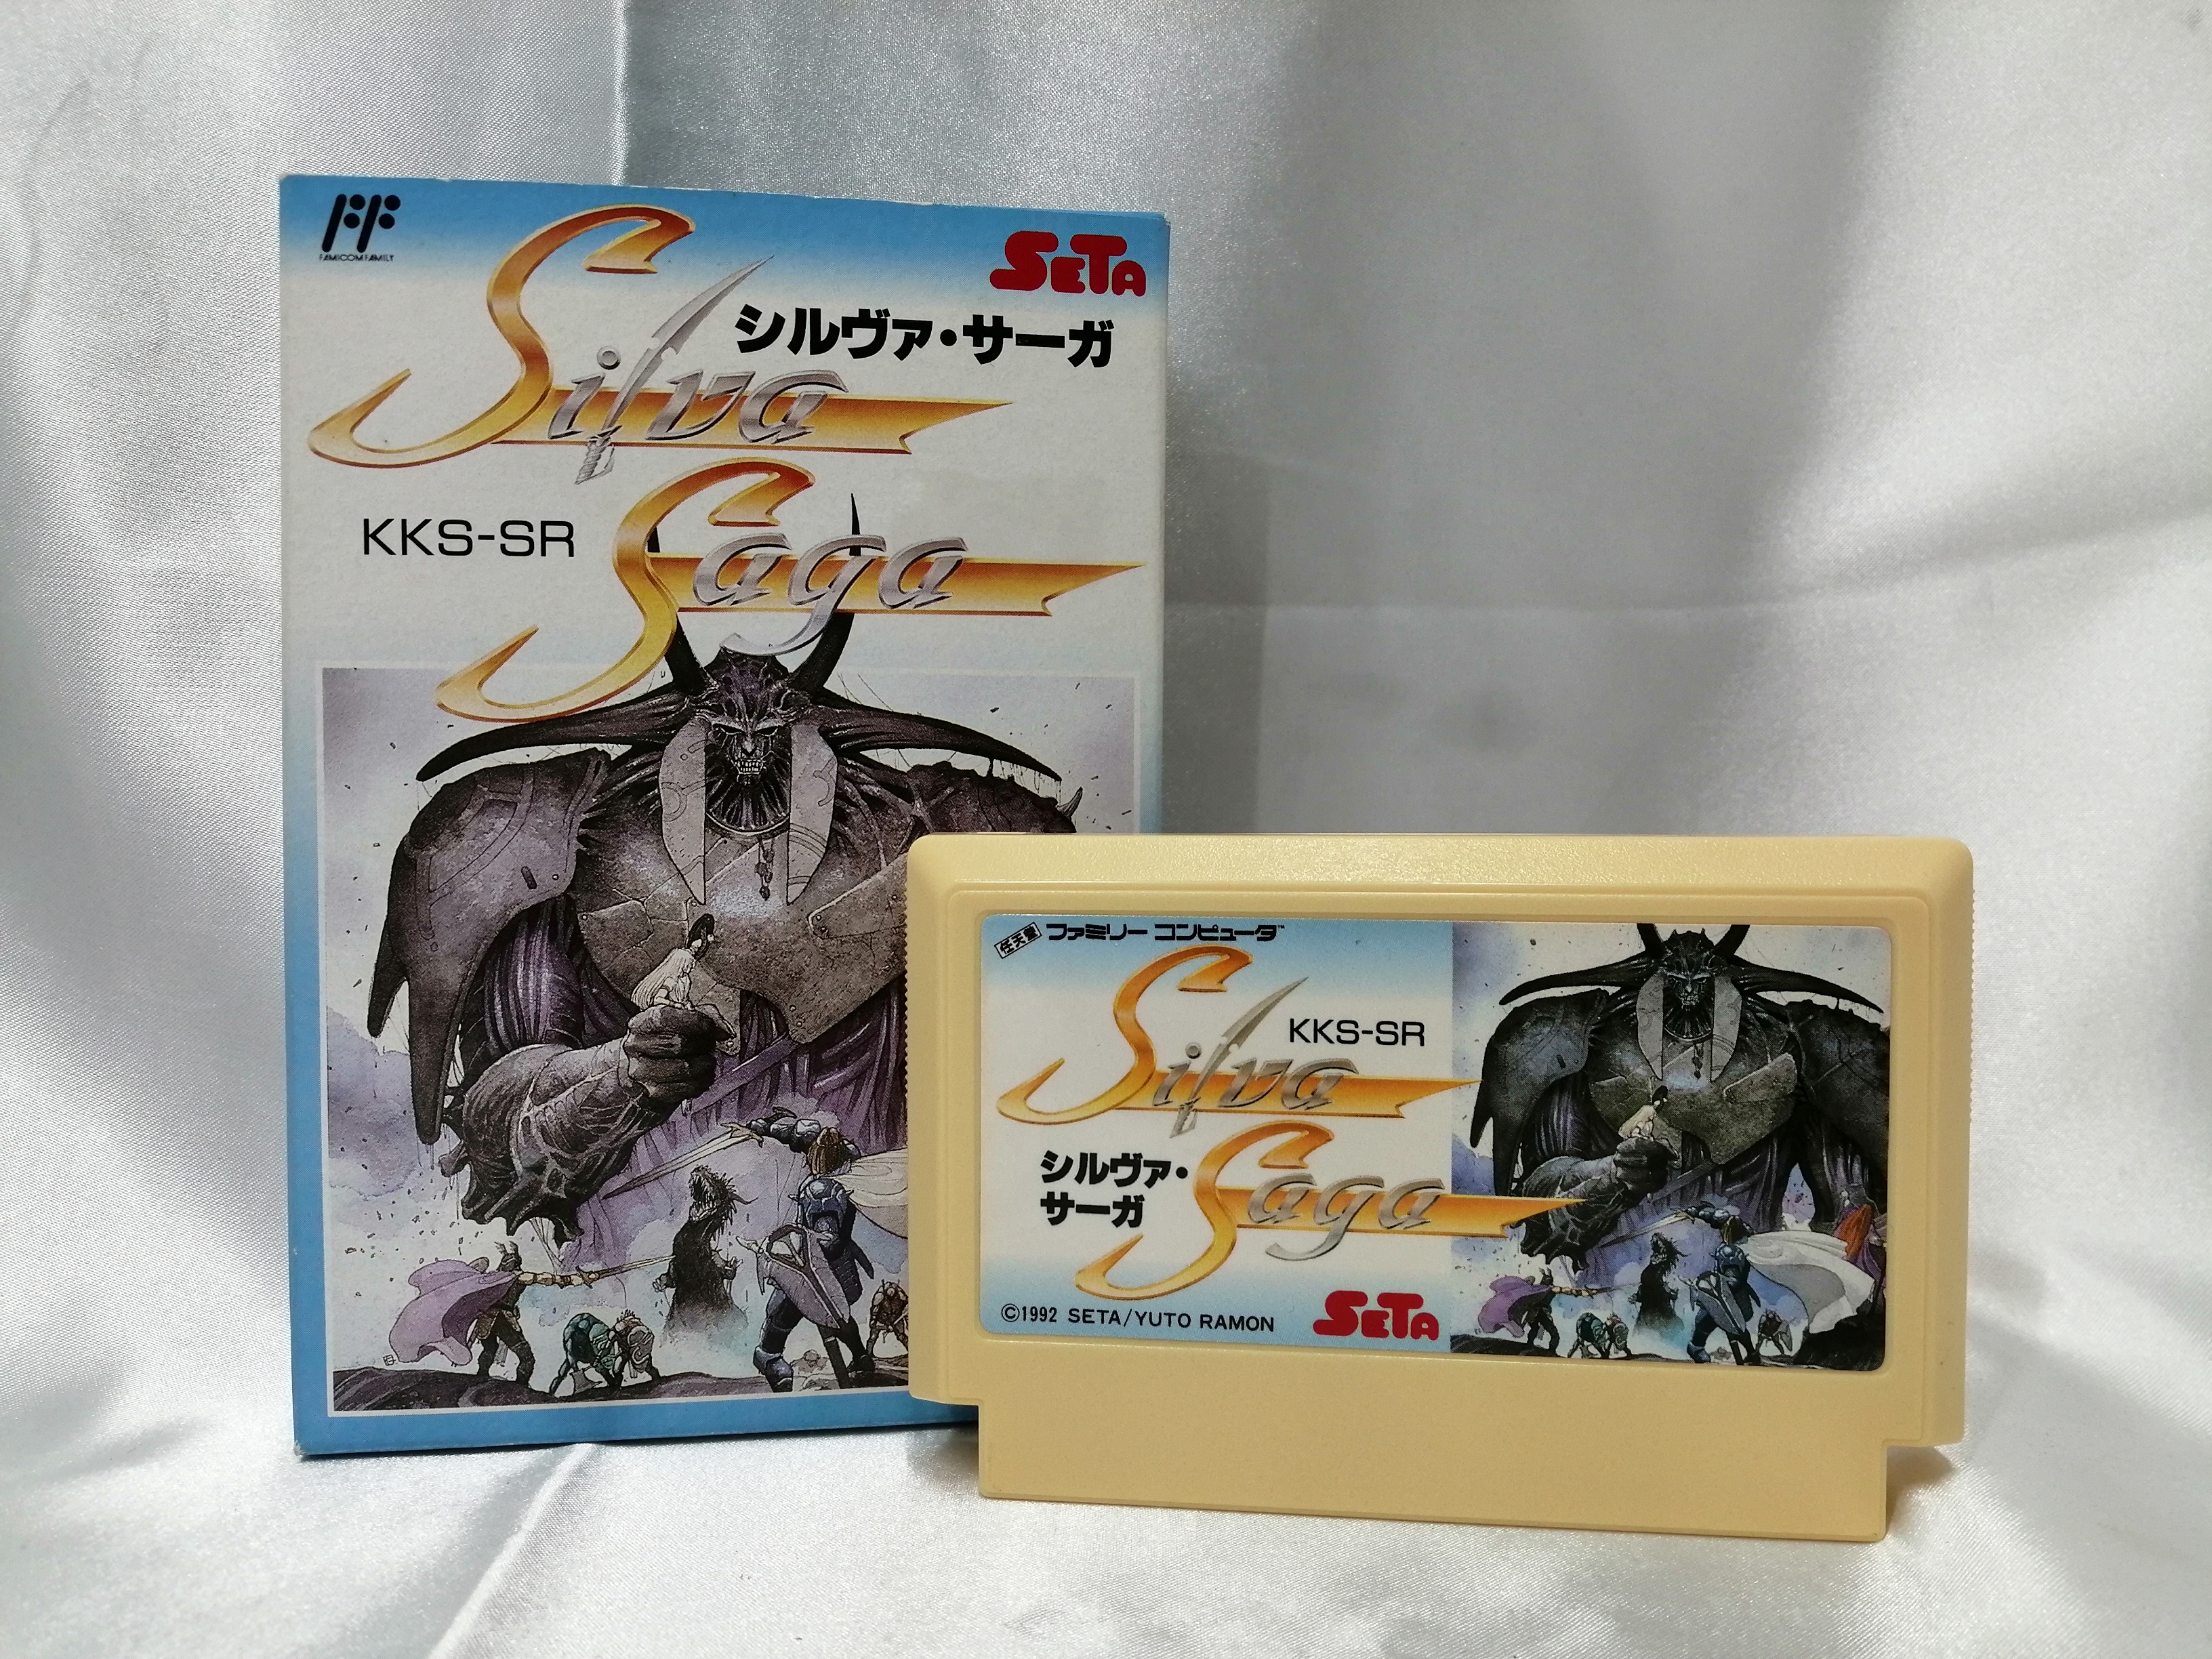 FAMICOM FAMILY
SETA
シルヴァ・サーガ
Silva
Saga
KKS-SR
任天堂 ファミリー コンピュータ™
Silva
KKS-SR
Saga
シルヴァ・
サーガ
©1992 SETA/YUTO RAMON
SETA